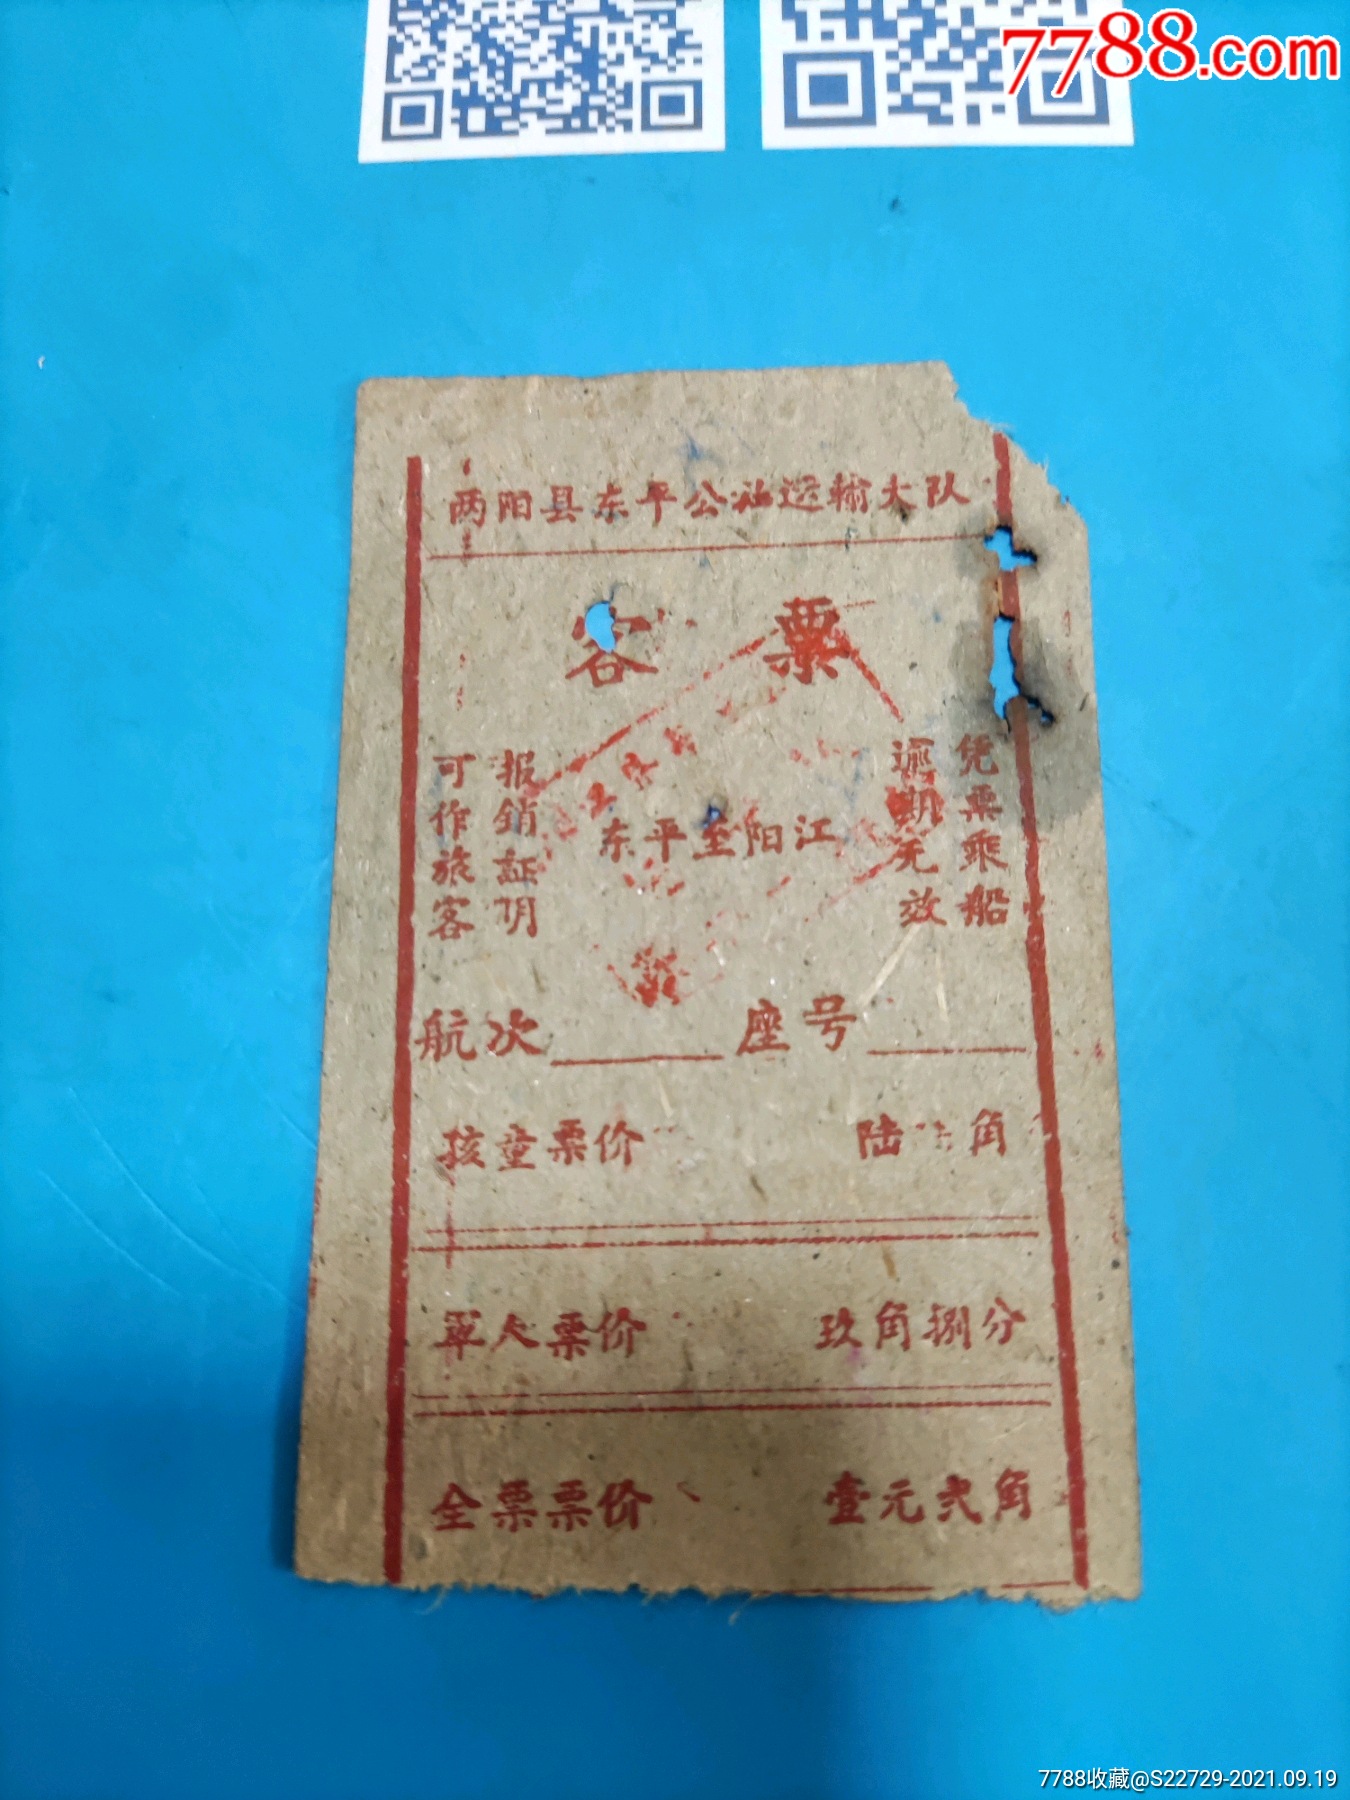 7788.com
两阳县东平公社运输大队
客 票
凭票乘船
逾期无效
东平至阳江
可作旅客
报销证明
航次 座号
孩童票价 陆 角
军人票价 玖角捌分
全票票价 壹元弍角
7788收藏@S22729-2021.09.19